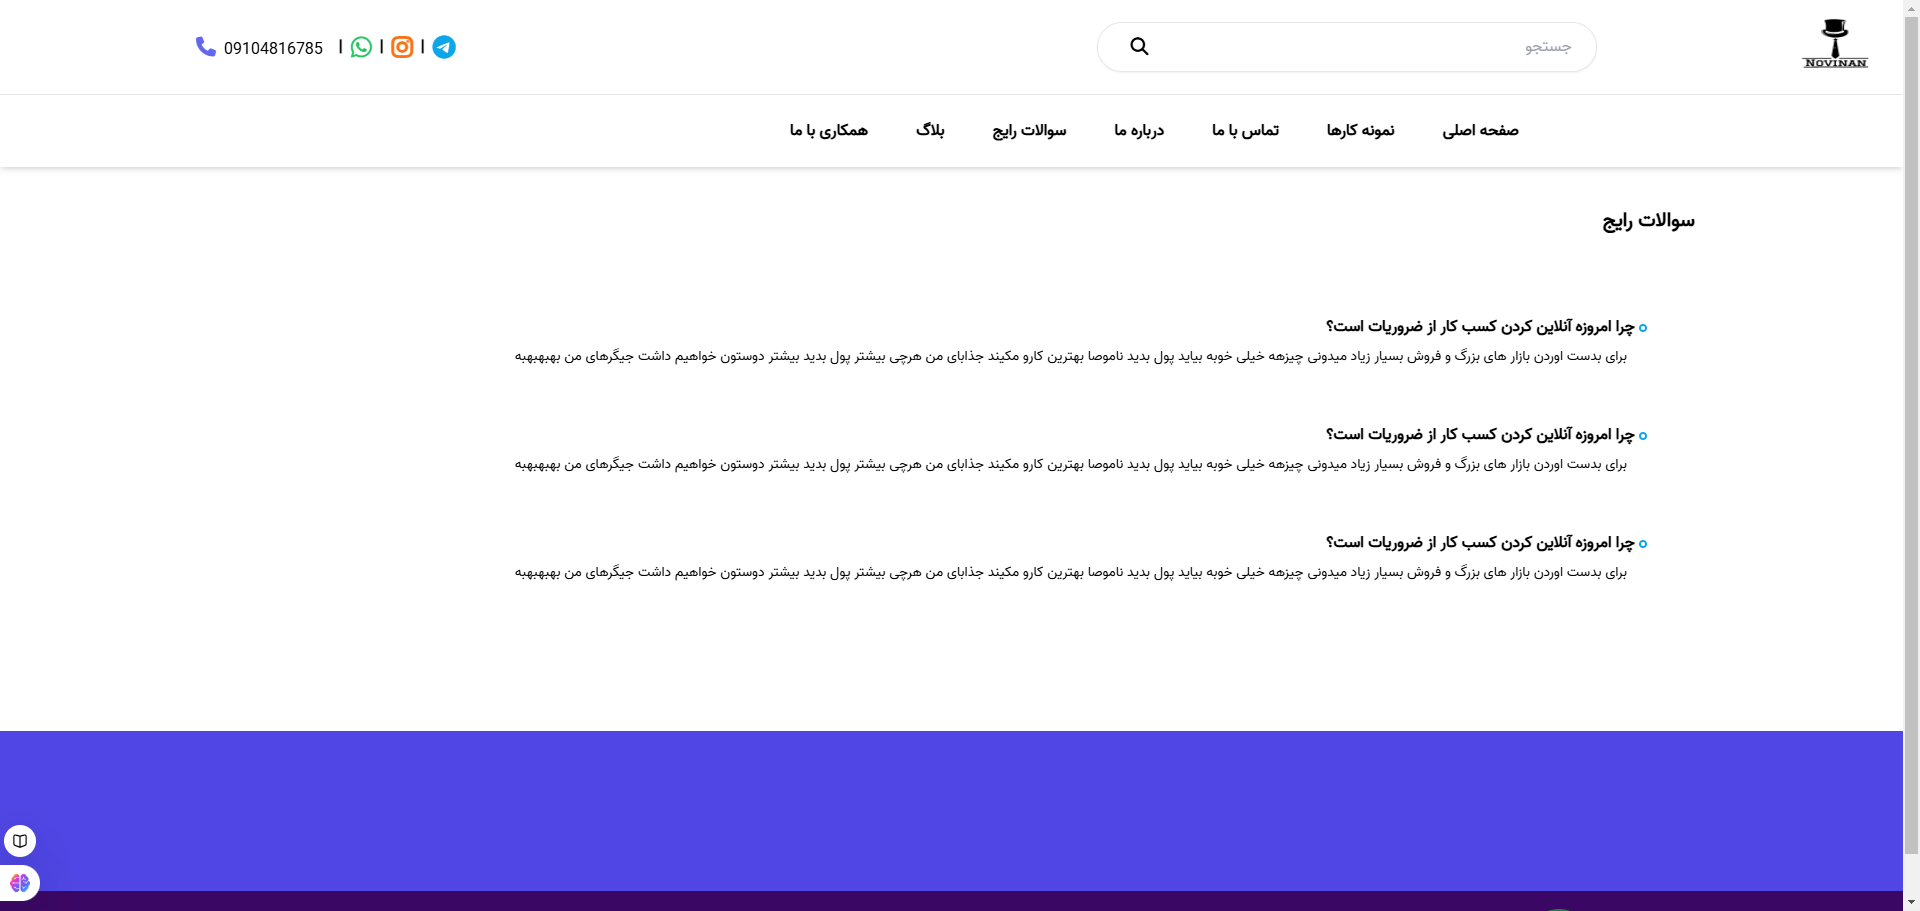 NOVINAN
جستجو
09104816785
صفحه اصلی
نمونه کارها
تماس با ما
درباره ما
سوالات رایج
بلاگ
همکاری با ما
سوالات رایج
چرا امروزه آنلاین کردن کسب کار از ضروریات است؟
برای بدست اوردن بازار های بزرگ و فروش بسیار زیاد میدونی چیزهه خیلی خوبه بیاید پول بدید ناموصا بهترین کارو مکیند جذابای من هرچی بیشتر پول بدید بیشتر دوستون خواهیم داشت جیگرهای من بهبهبهبه
چرا امروزه آنلاین کردن کسب کار از ضروریات است؟
برای بدست اوردن بازار های بزرگ و فروش بسیار زیاد میدونی چیزهه خیلی خوبه بیاید پول بدید ناموصا بهترین کارو مکیند جذابای من هرچی بیشتر پول بدید بیشتر دوستون خواهیم داشت جیگرهای من بهبهبهبه
چرا امروزه آنلاین کردن کسب کار از ضروریات است؟
برای بدست اوردن بازار های بزرگ و فروش بسیار زیاد میدونی چیزهه خیلی خوبه بیاید پول بدید ناموصا بهترین کارو مکیند جذابای من هرچی بیشتر پول بدید بیشتر دوستون خواهیم داشت جیگرهای من بهبهبهبه